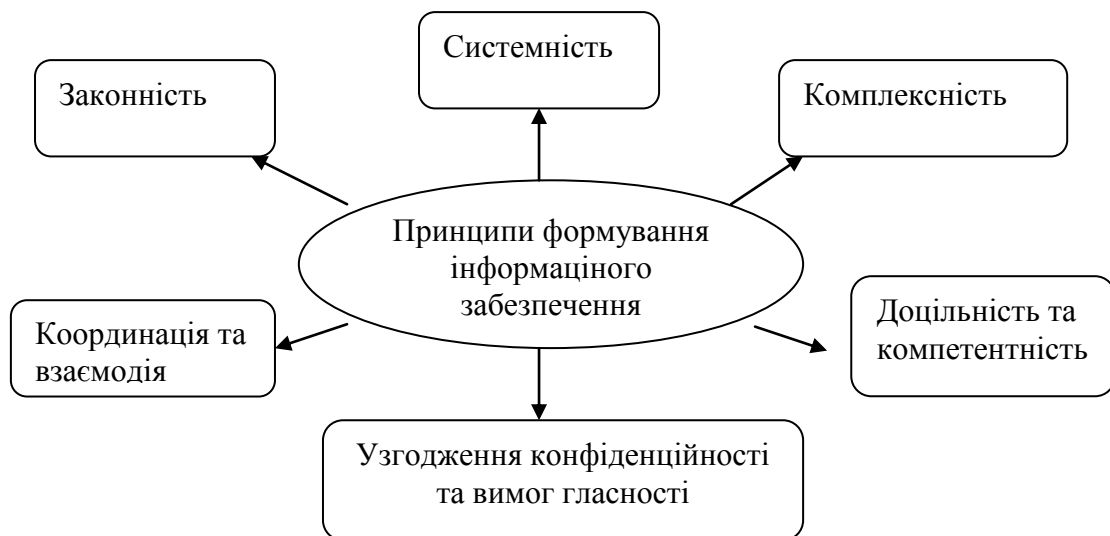 Системність
Законність
Комплексність
Принципи формування
інформаціного
забезпечення
Координація та
взаємодія
Доцільність та
компетентність
Узгодження конфіденційності
та вимог гласності